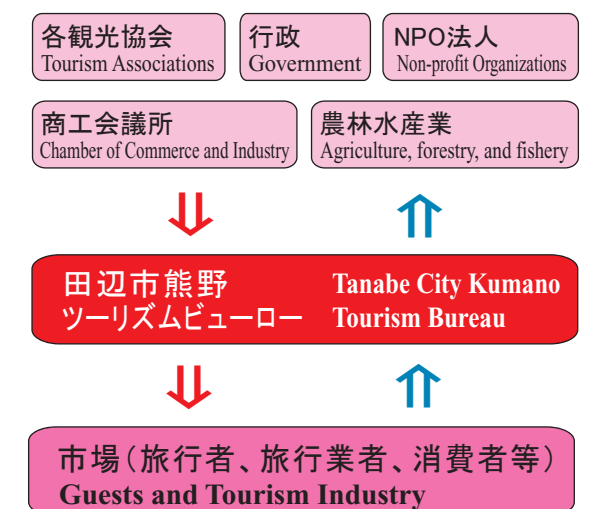 各観光協会
Tourism Associations
行政
Government
NPO法人
Non-profit Organizations
商工会議所
Chamber of Commerce and Industry
農林水産業
Agriculture, forestry, and fishery
田辺市熊野
ツーリズムビューロー
Tanabe City Kumano
Tourism Bureau
市場（旅行者、旅行業者、消費者等）
Guests and Tourism Industry